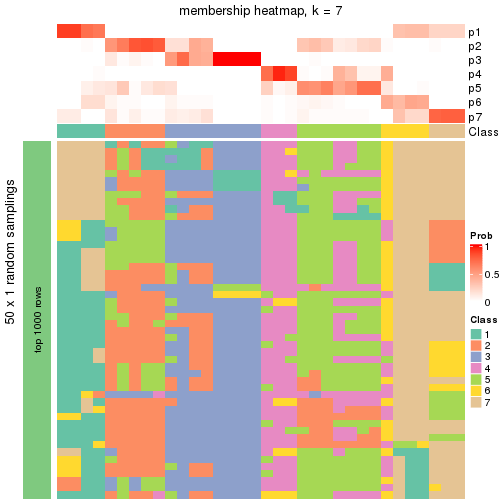 membership heatmap, k = 7
p1
p2
p3
p4
p5
p6
p7
Class
50 x 1 random samplings
top 1000 rows
Prob
1
0.5
0
Class
1
2
3
4
5
6
7